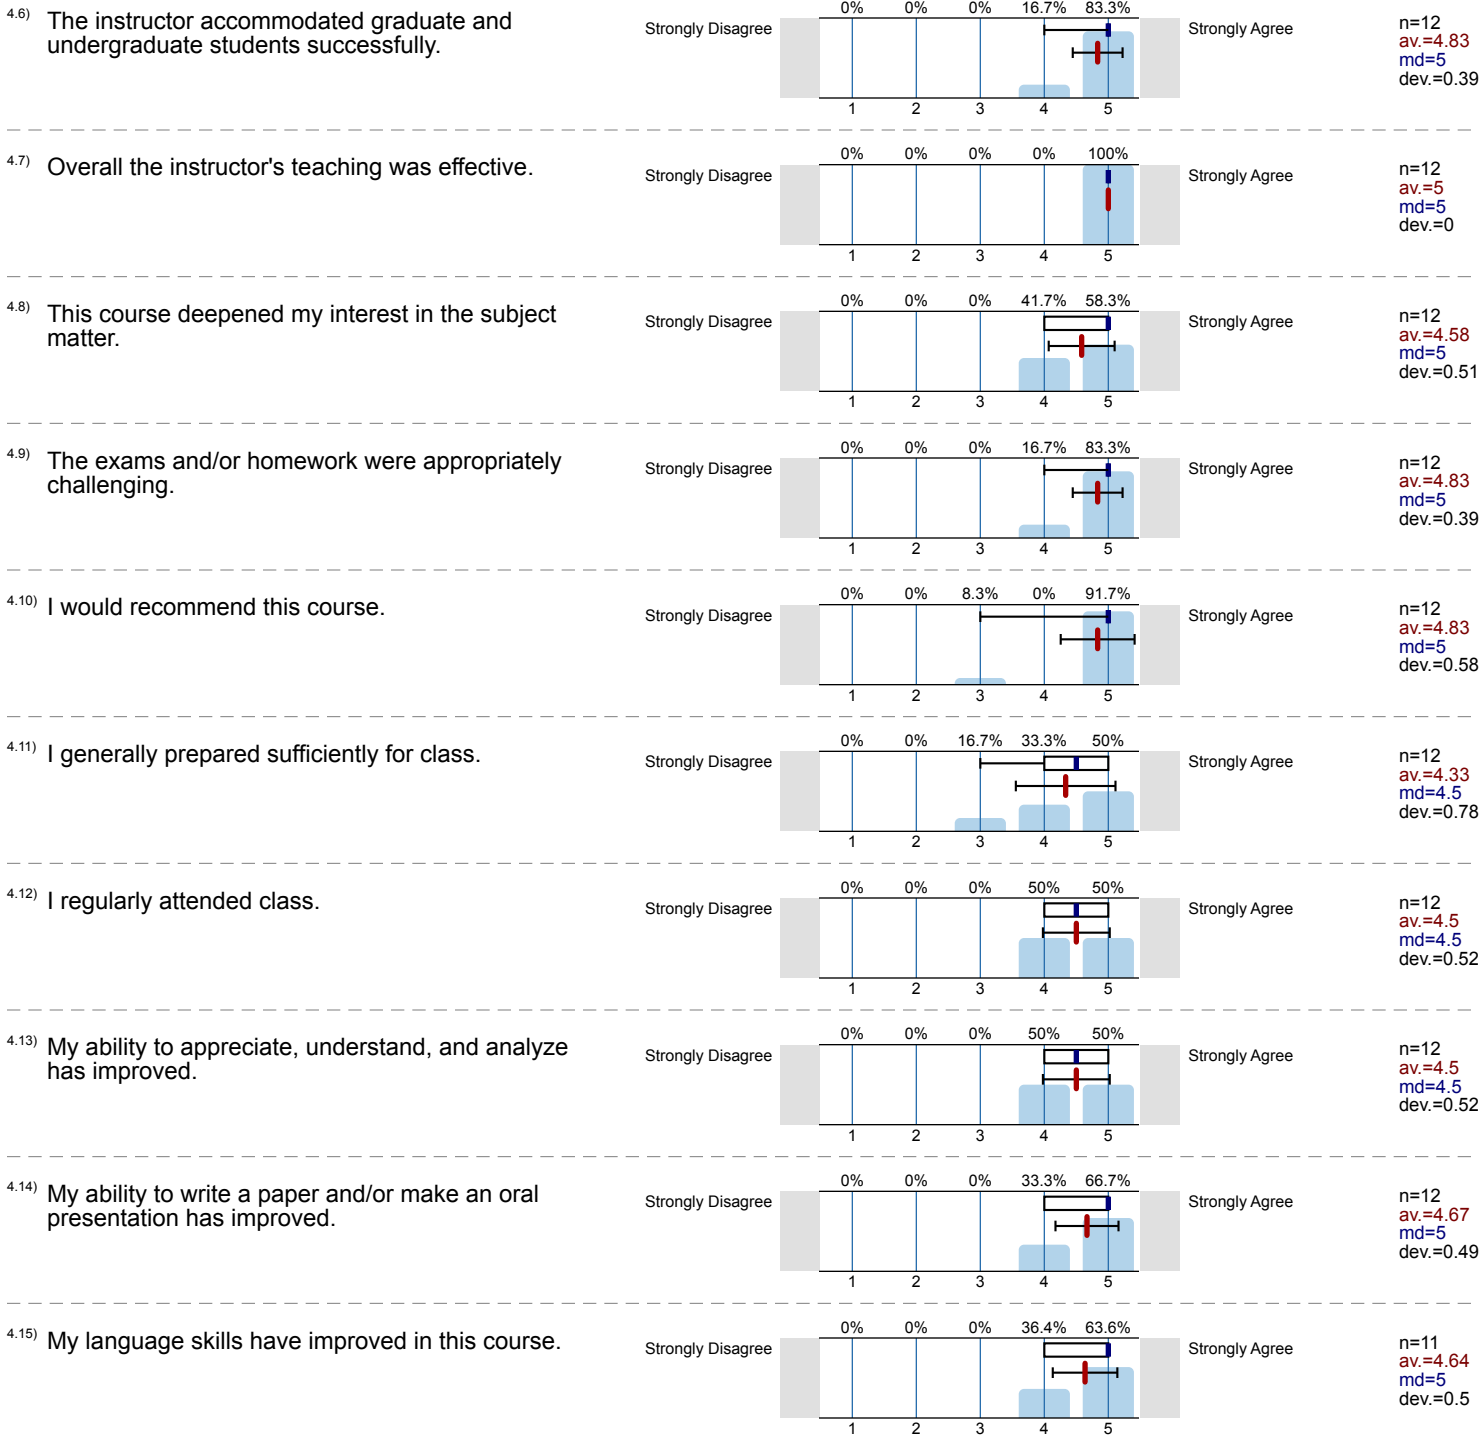 4.6) The instructor accommodated graduate and
undergraduate students successfully.
Strongly Disagree
0% 0% 0% 16.7% 83.3%
1 2 3 4 5
Strongly Agree
n=12
av.=4.83
md=5
dev.=0.39
4.7) Overall the instructor's teaching was effective.
Strongly Disagree
0% 0% 0% 0% 100%
1 2 3 4 5
Strongly Agree
n=12
av.=5
md=5
dev.=0
4.8) This course deepened my interest in the subject
matter.
Strongly Disagree
0% 0% 0% 41.7% 58.3%
1 2 3 4 5
Strongly Agree
n=12
av.=4.58
md=5
dev.=0.51
4.9) The exams and/or homework were appropriately
challenging.
Strongly Disagree
0% 0% 0% 16.7% 83.3%
1 2 3 4 5
Strongly Agree
n=12
av.=4.83
md=5
dev.=0.39
4.10) I would recommend this course.
Strongly Disagree
0% 0% 8.3% 0% 91.7%
1 2 3 4 5
Strongly Agree
n=12
av.=4.83
md=5
dev.=0.58
4.11) I generally prepared sufficiently for class.
Strongly Disagree
0% 0% 16.7% 33.3% 50%
1 2 3 4 5
Strongly Agree
n=12
av.=4.33
md=4.5
dev.=0.78
4.12) I regularly attended class.
Strongly Disagree
0% 0% 0% 50% 50%
1 2 3 4 5
Strongly Agree
n=12
av.=4.5
md=4.5
dev.=0.52
4.13) My ability to appreciate, understand, and analyze
has improved.
Strongly Disagree
0% 0% 0% 50% 50%
1 2 3 4 5
Strongly Agree
n=12
av.=4.5
md=4.5
dev.=0.52
4.14) My ability to write a paper and/or make an oral
presentation has improved.
Strongly Disagree
0% 0% 0% 33.3% 66.7%
1 2 3 4 5
Strongly Agree
n=12
av.=4.67
md=5
dev.=0.49
4.15) My language skills have improved in this course.
Strongly Disagree
0% 0% 0% 36.4% 63.6%
1 2 3 4 5
Strongly Agree
n=11
av.=4.64
md=5
dev.=0.5